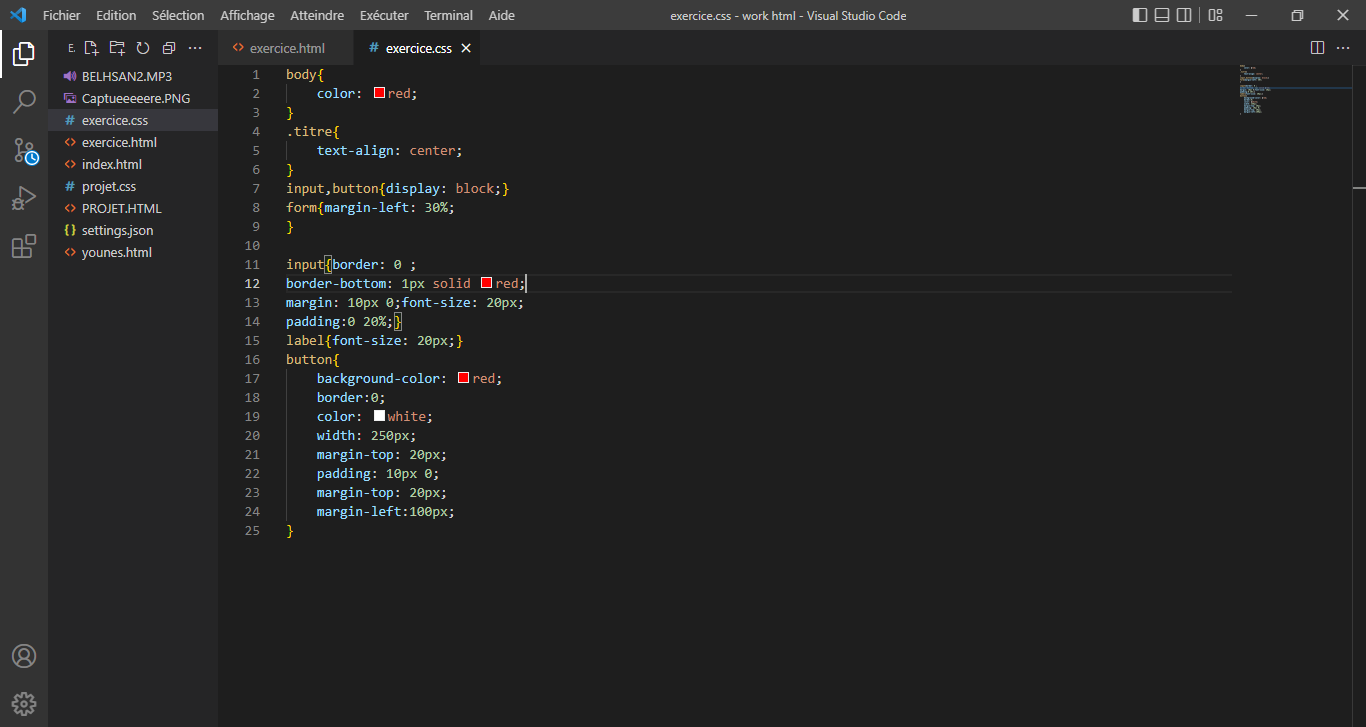 Fichier Edition Sélection Affichage Atteindre Exécuter Terminal Aide exercice.css - work html - Visual Studio Code
E.
BELHSAN2.MP3
Captueeeeere.PNG
exercice.css
exercice.html
index.html
projet.css
PROJET.HTML
settings.json
younes.html
exercice.html exercice.css
1 body{
2 color: red;
3 }
4 .titre{
5 text-align: center;
6 }
7 input,button{display: block;}
8 form{margin-left: 30%;
9 }
10
11 input{border: 0 ;
12 border-bottom: 1px solid red;
13 margin: 10px 0;font-size: 20px;
14 padding:0 20%;}
15 label{font-size: 20px;}
16 button{
17 background-color: red;
18 border:0;
19 color: white;
20 width: 250px;
21 margin-top: 20px;
22 padding: 10px 0;
23 margin-top: 20px;
24 margin-left:100px;
25 }